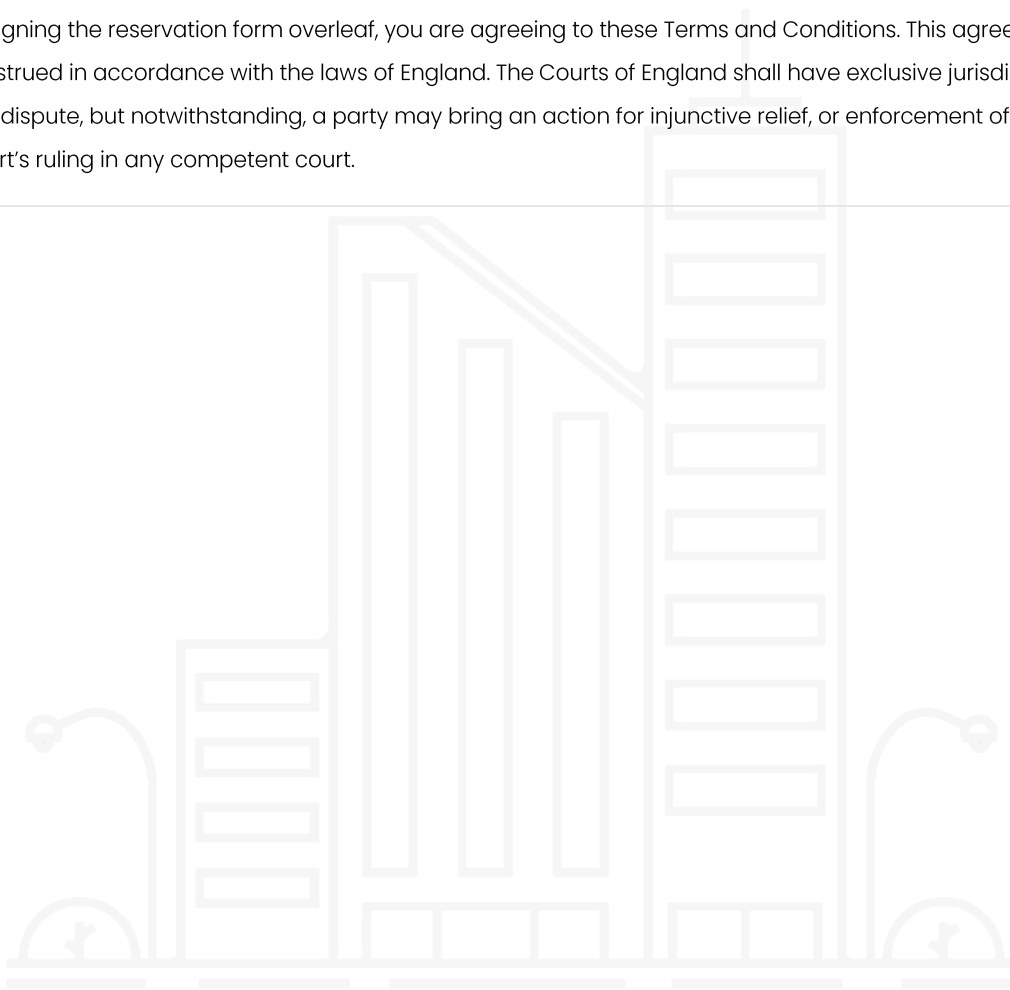 gning the reservation form overleaf, you are agreeing to these Terms and Conditions. This agree
strued in accordance with the laws of England. The Courts of England shall have exclusive jurisdi
dispute, but notwithstanding, a party may bring an action for injunctive relief, or enforcement of
rt’s ruling in any competent court.